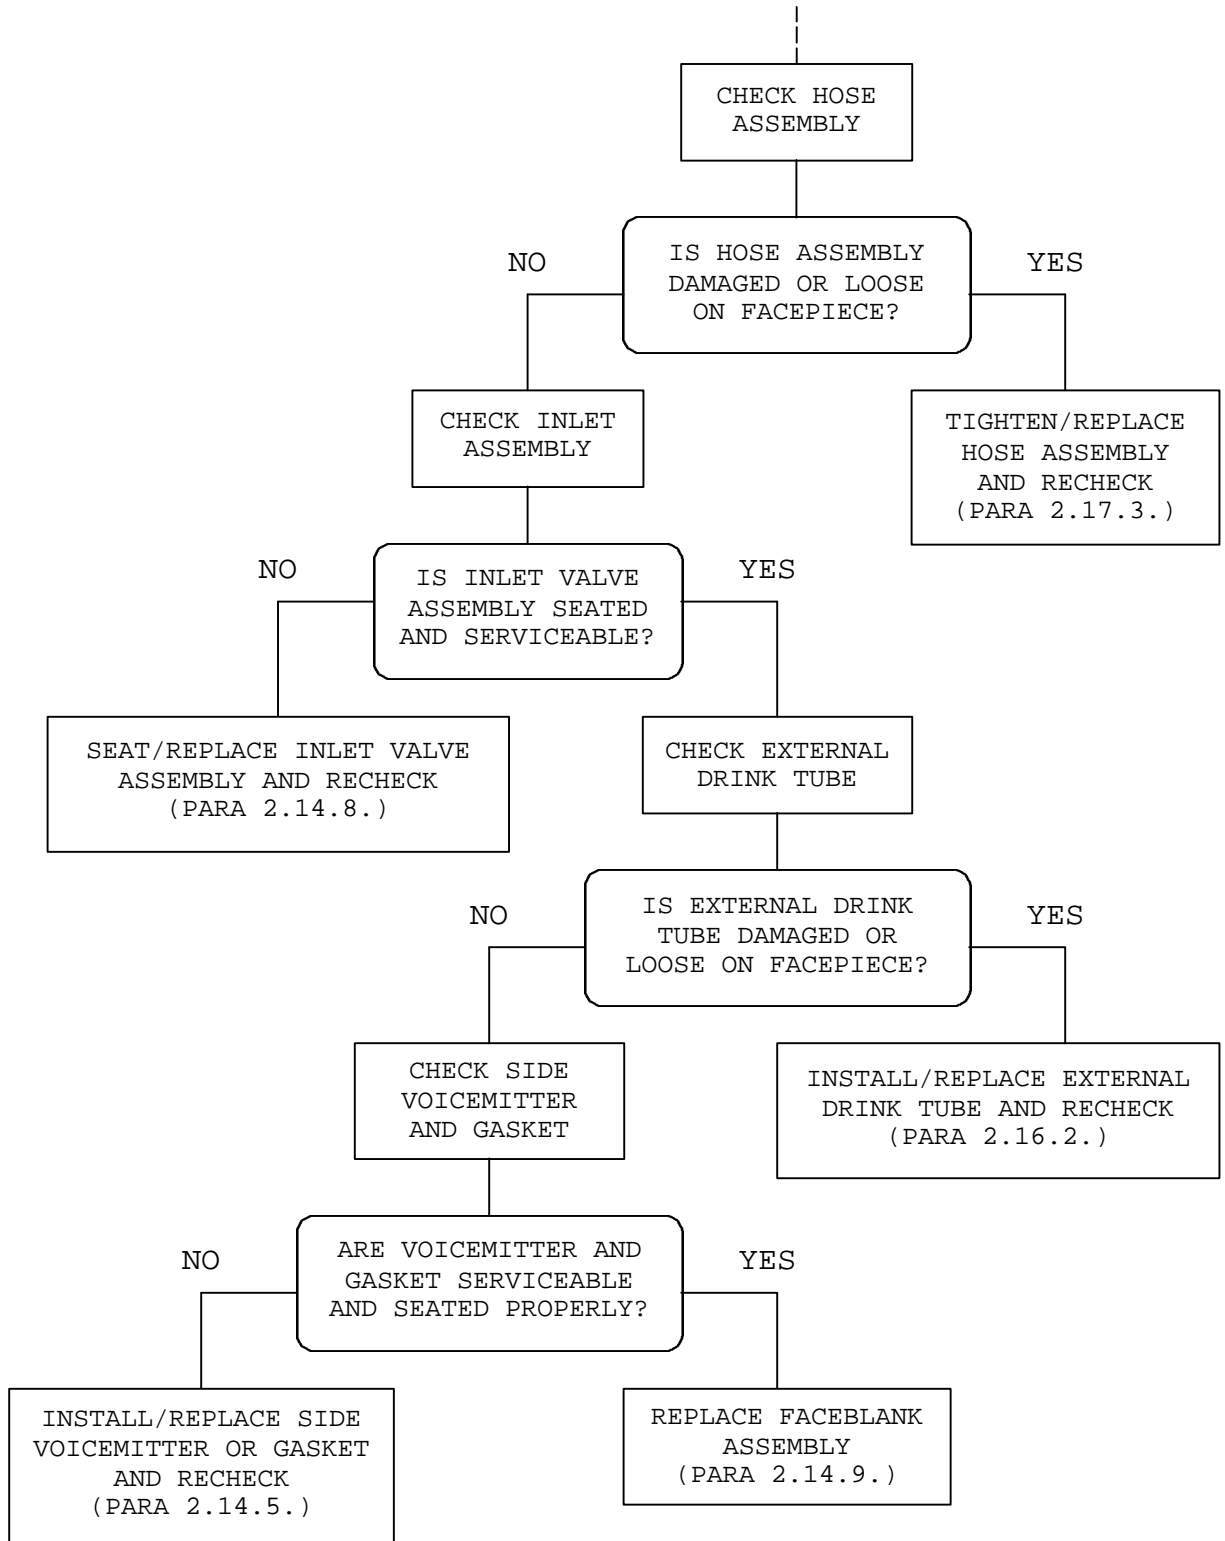 CHECK HOSE
ASSEMBLY
IS HOSE ASSEMBLY
DAMAGED OR LOOSE
ON FACEPIECE?
NO
YES
CHECK INLET
ASSEMBLY
TIGHTEN/REPLACE
HOSE ASSEMBLY
AND RECHECK
(PARA 2.17.3.)
NO
IS INLET VALVE
ASSEMBLY SEATED
AND SERVICEABLE?
YES
SEAT/REPLACE INLET VALVE
ASSEMBLY AND RECHECK
(PARA 2.14.8.)
CHECK EXTERNAL
DRINK TUBE
NO
IS EXTERNAL DRINK
TUBE DAMAGED OR
LOOSE ON FACEPIECE?
YES
CHECK SIDE
VOICEMITTER
AND GASKET
INSTALL/REPLACE EXTERNAL
DRINK TUBE AND RECHECK
(PARA 2.16.2.)
NO
ARE VOICEMITTER AND
GASKET SERVICEABLE
AND SEATED PROPERLY?
YES
INSTALL/REPLACE SIDE
VOICEMITTER OR GASKET
AND RECHECK
(PARA 2.14.5.)
REPLACE FACEBLANK
ASSEMBLY
(PARA 2.14.9.)